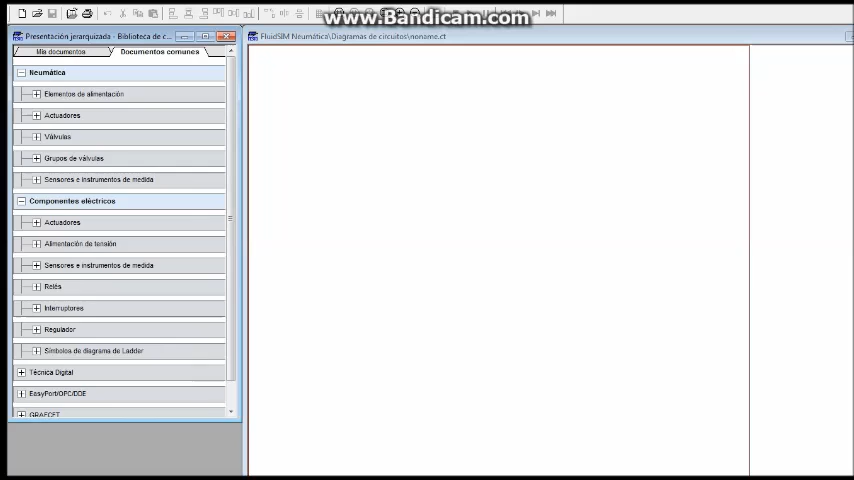 www.Bandicam.com
Presentación jerarquizada - Biblioteca de c...
FluidSIM Neumática\Diagramas de circuitos\noname.ct
Mis documentos
Documentos comunes
Neumática
Elementos de alimentación
Actuadores
Válvulas
Grupos de válvulas
Sensores e instrumentos de medida
Componentes eléctricos
Actuadores
Alimentación de tensión
Sensores e instrumentos de medida
Relés
Interruptores
Regulador
Símbolos de diagrama de Ladder
Técnica Digital
EasyPort/OPC/DDE
GRAFCET